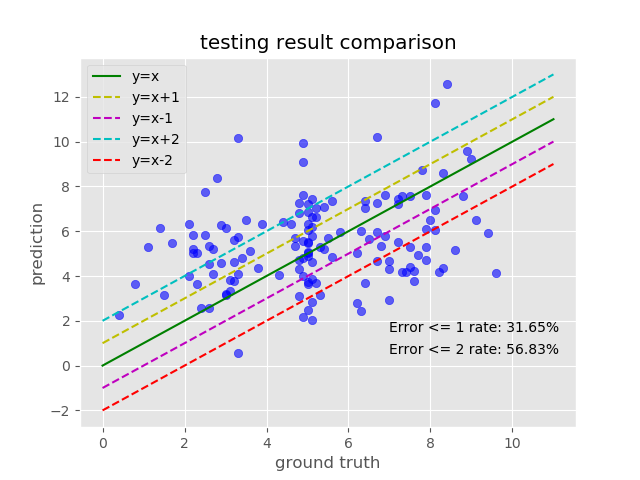 testing result comparison
y=x
y=x+1
y=x-1
y=x+2
y=x-2
12
10
8
6
4
2
0
−2
prediction
Error <= 1 rate: 31.65%
Error <= 2 rate: 56.83%
0 2 4 6 8 10
ground truth